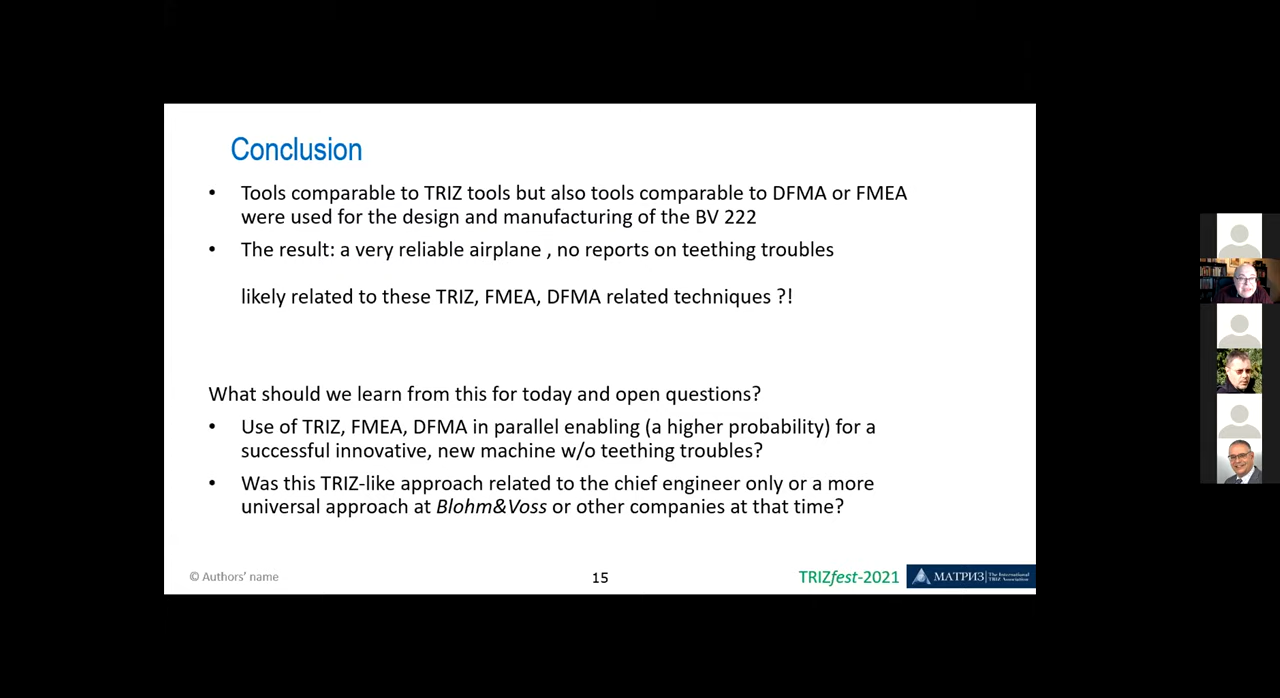 Conclusion
• Tools comparable to TRIZ tools but also tools comparable to DFMA or FMEA
were used for the design and manufacturing of the BV 222
• The result: a very reliable airplane , no reports on teething troubles
likely related to these TRIZ, FMEA, DFMA related techniques ?!
What should we learn from this for today and open questions?
• Use of TRIZ, FMEA, DFMA in parallel enabling (a higher probability) for a
successful innovative, new machine w/o teething troubles?
• Was this TRIZ-like approach related to the chief engineer only or a more
universal approach at Blohm&Voss or other companies at that time?
© Authors’ name
15
TRIZfest-2021
МАТРИЗ
The International
TRIZ Association